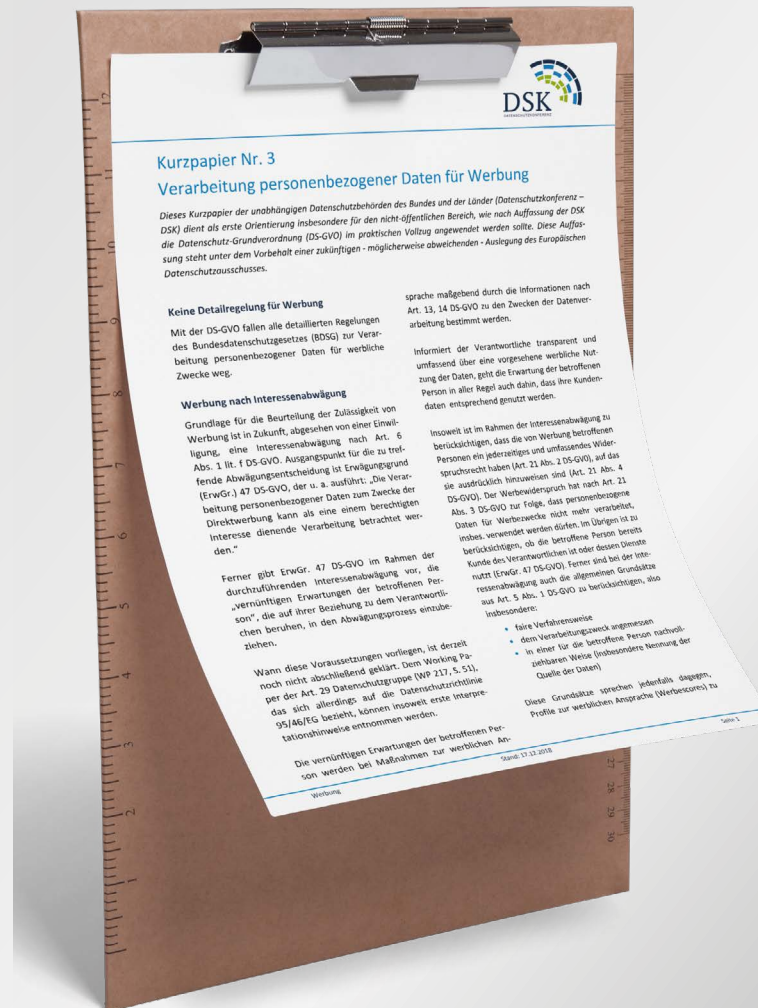 DSK
DATENSCHUTZKONFERENZ
Kurzpapier Nr. 3
Verarbeitung personenbezogener Daten für Werbung
Dieses Kurzpapier der unabhängigen Datenschutzbehörden des Bundes und der Länder (Datenschutzkonferenz –
DSK) dient als erste Orientierung insbesondere für den nicht-öffentlichen Bereich, wie nach Auffassung der DSK
die Datenschutz-Grundverordnung (DS-GVO) im praktischen Vollzug angewendet werden sollte. Diese Auffas-
sung steht unter dem Vorbehalt einer zukünftigen - möglicherweise abweichenden - Auslegung des Europäischen
Datenschutzausschusses.
Keine Detailregelung für Werbung
Mit der DS-GVO fallen alle detaillierten Regelungen
des Bundesdatenschutzgesetzes (BDSG) zur Verar-
beitung personenbezogener Daten für werbliche
Zwecke weg.
Werbung nach Interessenabwägung
Grundlage für die Beurteilung der Zulässigkeit von
Werbung ist in Zukunft, abgesehen von einer Einwil-
ligung, eine Interessenabwägung nach Art. 6
Abs. 1 lit. f DS-GVO. Ausgangspunkt für die zu tref-
fende Abwägungsentscheidung ist Erwägungsgrund
(ErwGr.) 47 DS-GVO, der u. a. ausführt: „Die Verar-
beitung personenbezogener Daten zum Zwecke der
Direktwerbung kann als eine einem berechtigten
Interesse dienende Verarbeitung betrachtet wer-
den.“
Ferner gibt ErwGr. 47 DS-GVO im Rahmen der
durchzuführenden Interessenabwägung vor, die
„vernünftigen Erwartungen der betroffenen Per-
son“, die auf ihrer Beziehung zu dem Verantwortli-
chen beruhen, in den Abwägungsprozess einzube-
ziehen.
Wann diese Voraussetzungen vorliegen, ist derzeit
noch nicht abschließend geklärt. Dem Working Pa-
per der Art. 29 Datenschutzgruppe (WP 217, S. 51),
das sich allerdings auf die Datenschutzrichtlinie
95/46/EG bezieht, können insoweit erste Interpre-
tationshinweise entnommen werden.
Die vernünftigen Erwartungen der betroffenen Per-
son werden bei Maßnahmen zur werblichen An-
sprache maßgebend durch die Informationen nach
Art. 13, 14 DS-GVO zu den Zwecken der Datenver-
arbeitung bestimmt werden.
Informiert der Verantwortliche transparent und
umfassend über eine vorgesehene werbliche Nut-
zung der Daten, geht die Erwartung der betroffenen
Person in aller Regel auch dahin, dass ihre Kunden-
daten entsprechend genutzt werden.
Insoweit ist im Rahmen der Interessenabwägung zu
berücksichtigen, dass die von Werbung betroffenen
Personen ein jederzeitiges und umfassendes Wider-
spruchsrecht haben (Art. 21 Abs. 2 DS-GVO), auf das
sie ausdrücklich hinzuweisen sind (Art. 21 Abs. 4
DS-GVO). Der Werbewiderspruch hat nach Art. 21
Abs. 3 DS-GVO zur Folge, dass personenbezogene
Daten für Werbezwecke nicht mehr verarbeitet,
insbes. verwendet werden dürfen. Im Übrigen ist zu
berücksichtigen, ob die betroffene Person bereits
Kunde des Verantwortlichen ist oder dessen Dienste
nutzt (ErwGr. 47 DS-GVO). Ferner sind bei der Inte-
ressenabwägung auch die allgemeinen Grundsätze
aus Art. 5 Abs. 1 DS-GVO zu berücksichtigen, also
insbesondere:
• faire Verfahrensweise
• dem Verarbeitungszweck angemessen
• in einer für die betroffene Person nachvoll-
ziehbaren Weise (insbesondere Nennung der
Quelle der Daten)
Diese Grundsätze sprechen jedenfalls dagegen,
Profile zur werblichen Ansprache (Werbescores) zu
Werbung
Stand: 17.12.2018
Seite 1
12
11
10
9
8
7
6
5
4
3
2
1
27
28
29
30